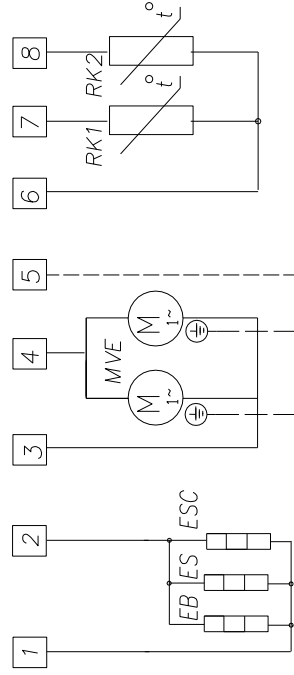 1 2 3 4 5 6 7 8
EB ES ESC
MVE
M 1~ M 1~
RK1 t° RK2 t°